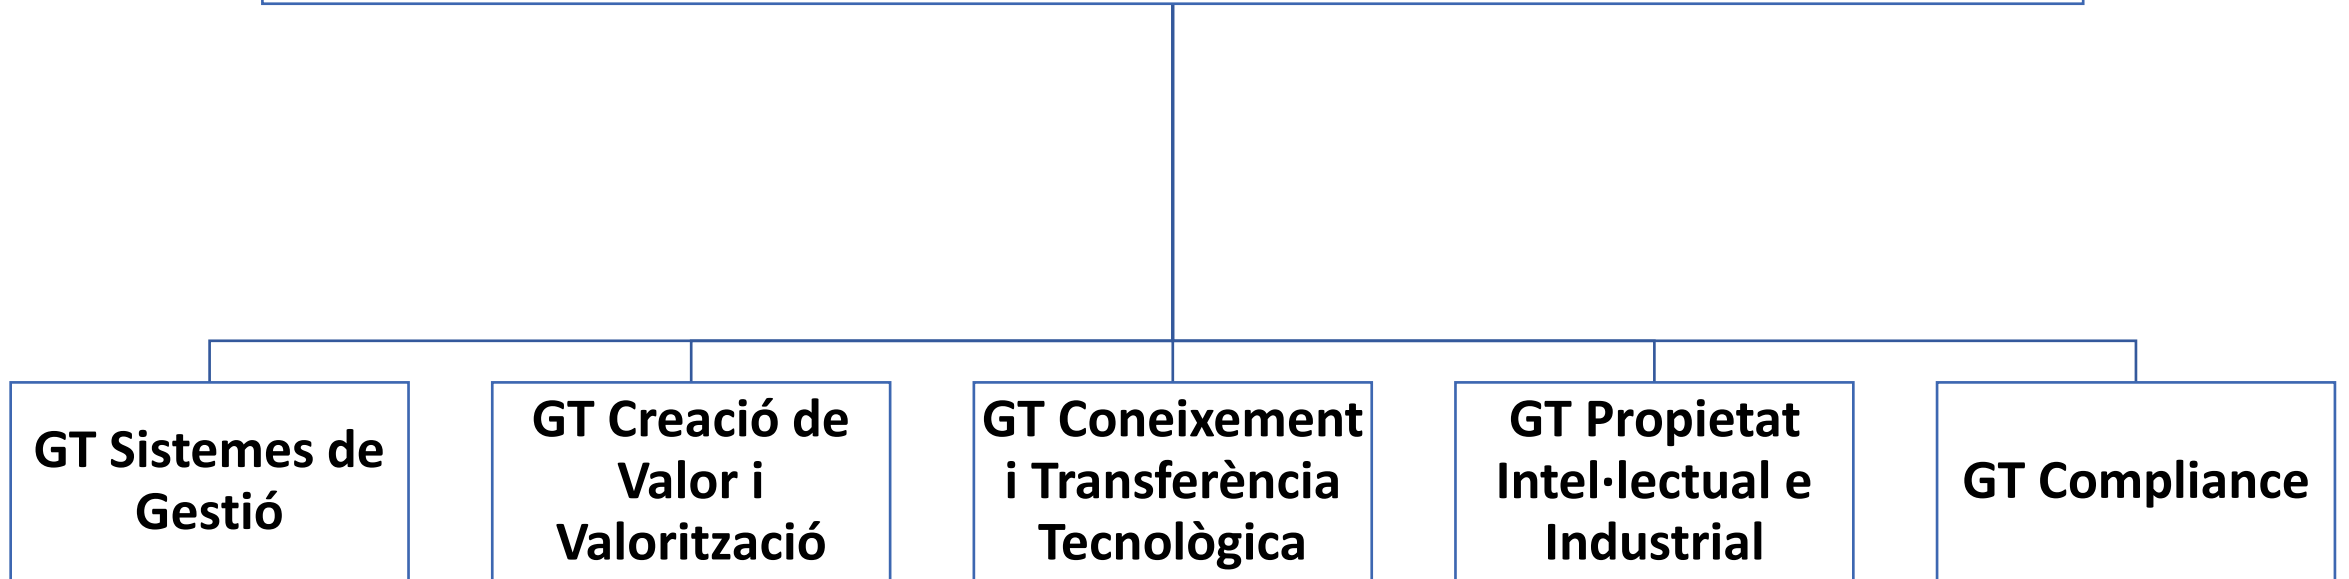 GT Sistemes de
Gestió
GT Creació de
Valor i
Valorització
GT Coneixement
i Transferència
Tecnològica
GT Propietat
Intel·lectual e
Industrial
GT Compliance